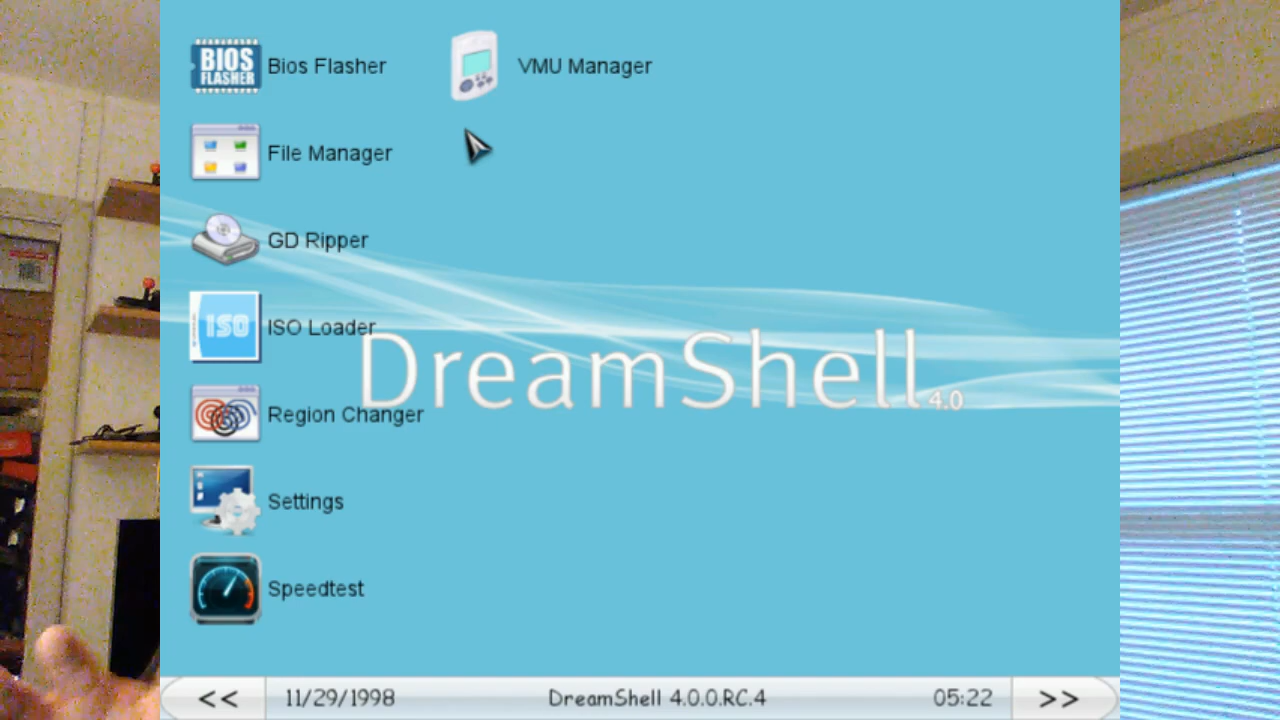 BIOS
FLASHER
Bios Flasher
VMU Manager
File Manager
GD Ripper
ISO
ISO Loader
DreamShell 4.0
Region Changer
Settings
Speedtest
<<
11/29/1998
DreamShell 4.0.0.RC.4
05:22
>>